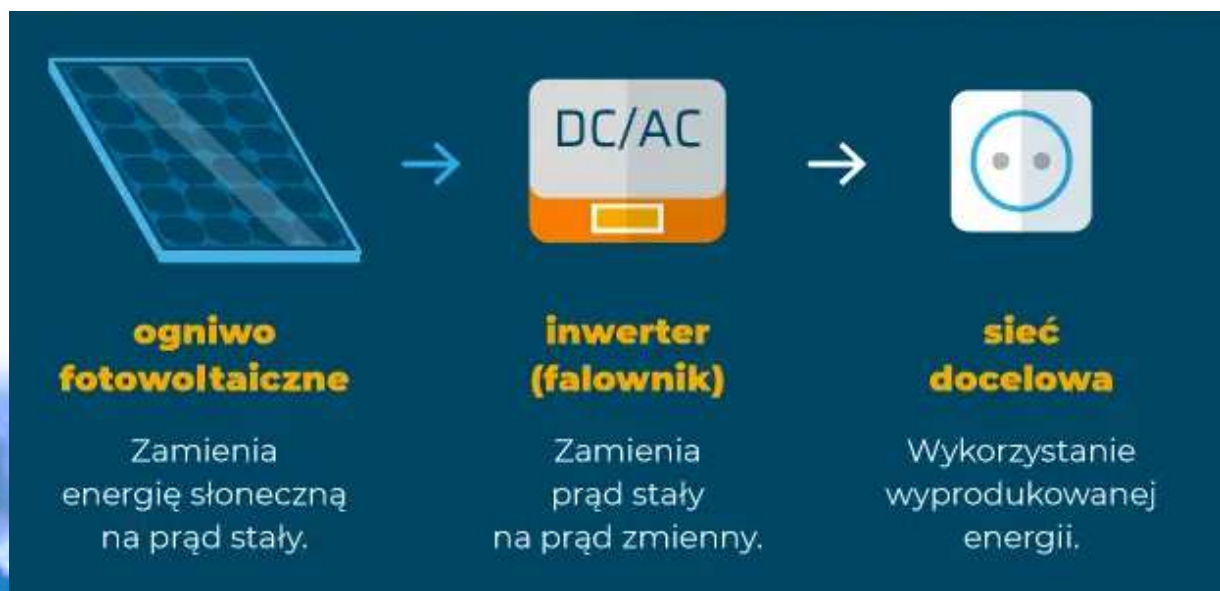 DC/AC
ogniwo
fotowoltaiczne
Zamienia
energię słoneczną
na prąd stały.
inwerter
(falownik)
Zamienia
prąd stały
na prąd zmienny.
sieć
docelowa
Wykorzystanie
wyprodukowanej
energii.